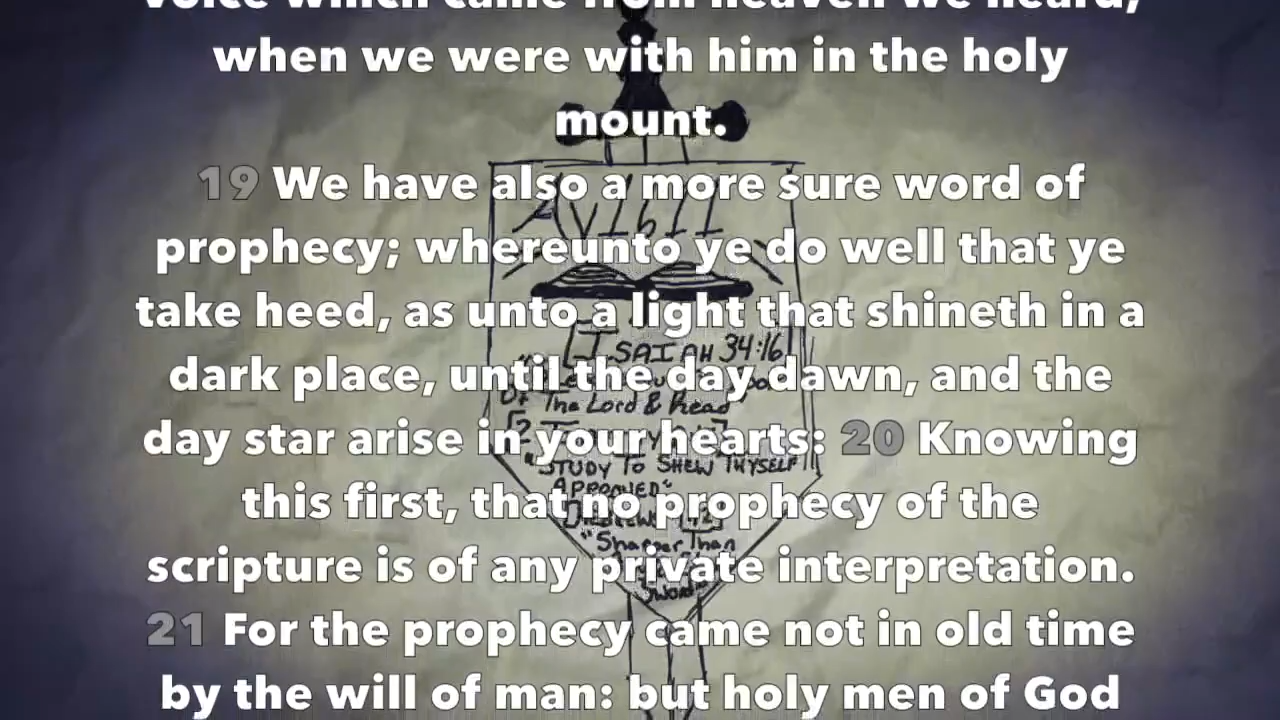 voice which came from heaven we heard,
when we were with him in the holy
mount.
19 We have also a more sure word of
prophecy; whereunto ye do well that ye
take heed, as unto a light that shineth in a
dark place, until the day dawn, and the
day star arise in your hearts: 20 Knowing
this first, that no prophecy of the
scripture is of any private interpretation.
21 For the prophecy came not in old time
by the will of man: but holy men of God
AV1611
[ISAIAH 34:16]
Of The Lord & Read"
"STUDY TO SHEW THYSELF
APPROVED"
"Sharper Than
Sword"